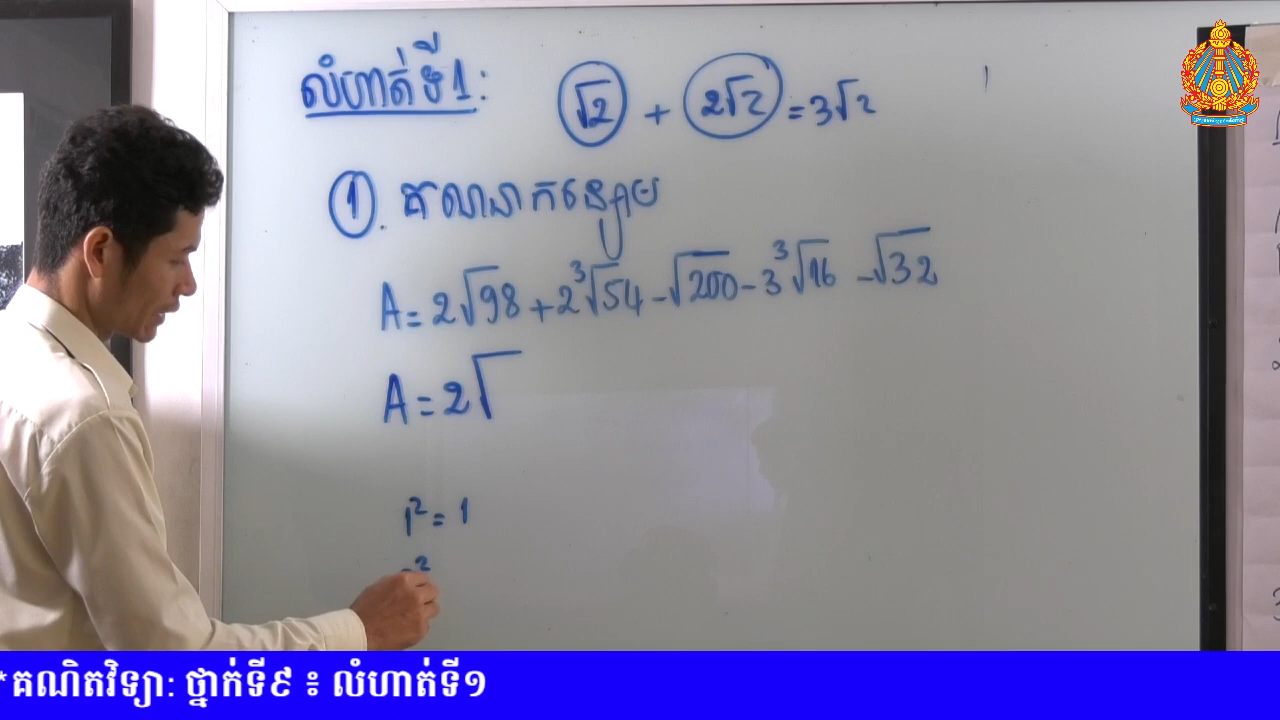 លំហាត់ទី1: √2 + 2√2 = 3√2
1. គណនាកន្សោម
A = 2√98 + 2∛54 - √200 - 3∛16 - √32
A = 2√
1² = 1
*គណិតវិទ្យា: ថ្នាក់ទី៩ ៖ លំហាត់ទី១